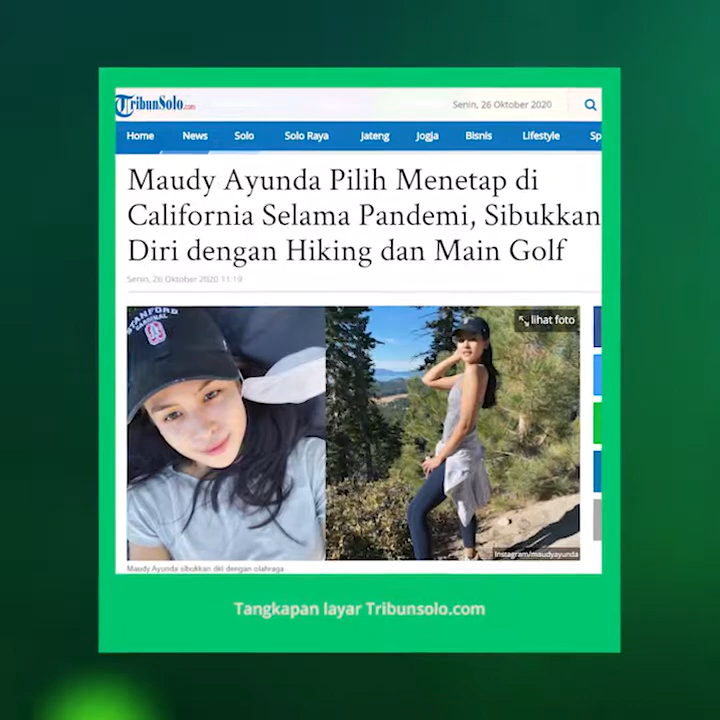 TribunSolo.com
Senin, 26 Oktober 2020
Home News Solo Solo Raya Jateng Jogja Bisnis Lifestyle Sp
Maudy Ayunda Pilih Menetap di
California Selama Pandemi, Sibukkan
Diri dengan Hiking dan Main Golf
Senin, 26 Oktober 2020 11:19
STANFORD
CARDINAL
lihat foto
Instagram/maudyayunda
Maudy Ayunda sibukkan diri dengan olahraga
Tangkapan layar Tribunsolo.com